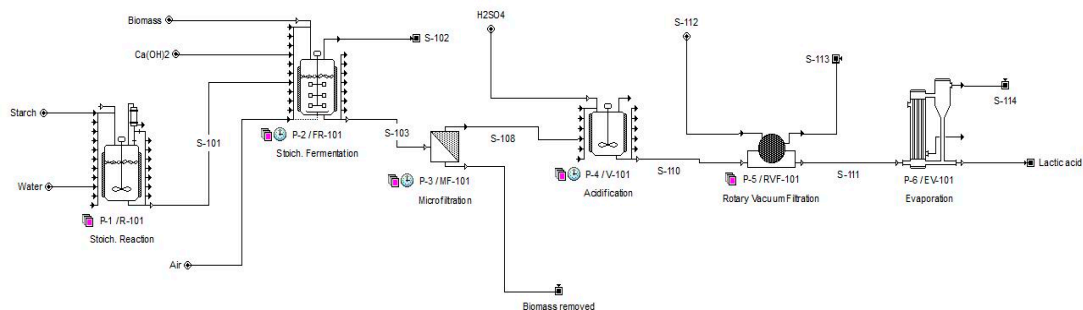 Biomass
Ca(OH)2
S-102
H2SO4
S-112
S-113
S-114
Starch
S-101
P-2 / FR-101
Stoich. Fermentation
S-103
S-108
P-3 / MF-101
Microfiltration
P-4 / V-101
Acidification
S-110
P-5 / RVF-101
Rotary Vacuum Filtration
S-111
P-6 / EV-101
Evaporation
Lactic acid
Water
P-1 / R-101
Stoich. Reaction
Air
Biomass removed